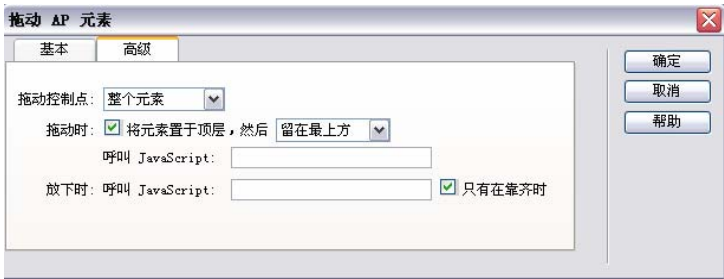 拖动 AP 元素
基本 高级
确定
取消
帮助
拖动控制点: 整个元素
拖动时: 将元素置于顶层，然后 留在最上方
呼叫 JavaScript:
放下时: 呼叫 JavaScript: 只有在靠齐时